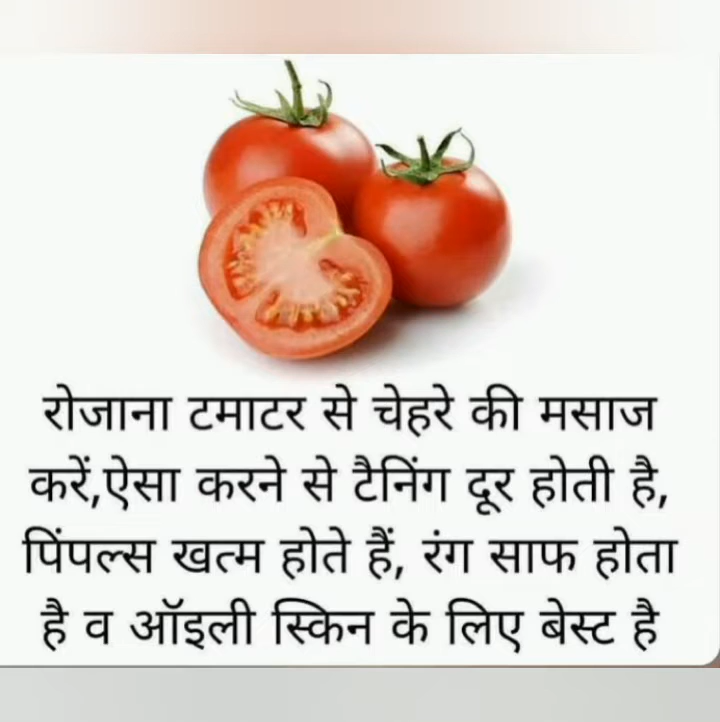 रोजाना टमाटर से चेहरे की मसाज
करें,ऐसा करने से टैनिंग दूर होती है,
पिंपल्स खत्म होते हैं, रंग साफ होता
है व ऑइली स्किन के लिए बेस्ट है